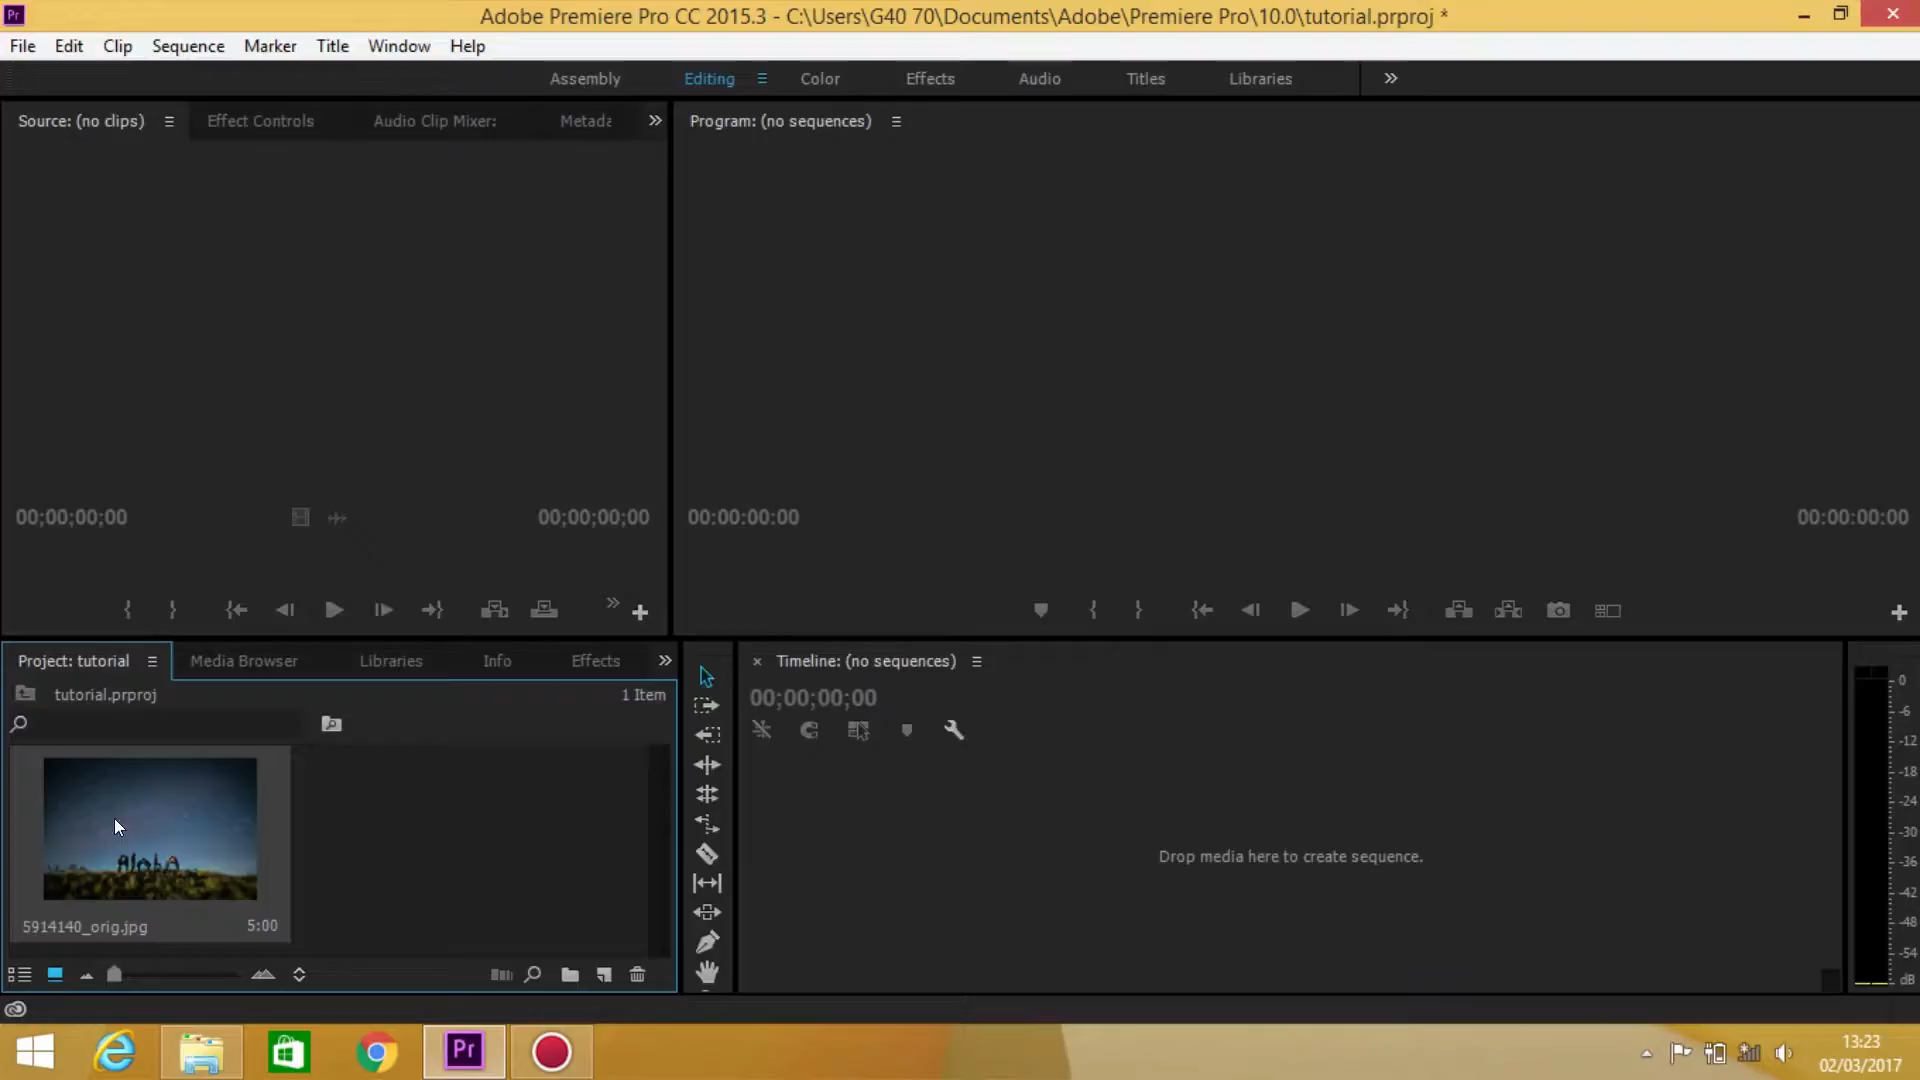 Pr
Adobe Premiere Pro CC 2015.3 - C:\Users\G40 70\Documents\Adobe\Premiere Pro\10.0\tutorial.prproj *
File Edit Clip Sequence Marker Title Window Help
Assembly Editing Color Effects Audio Titles Libraries
Source: (no clips) Effect Controls Audio Clip Mixer: Metada
Program: (no sequences)
00;00;00;00 00;00;00;00
00:00:00:00 00:00:00:00
Project: tutorial Media Browser Libraries Info Effects
tutorial.prproj 1 Item
AlohA
5914140_orig.jpg 5:00
Timeline: (no sequences)
00;00;00;00
Drop media here to create sequence.
0
-6
-12
-18
-24
-30
-36
-42
-48
-54
dB
Pr
13:23
02/03/2017